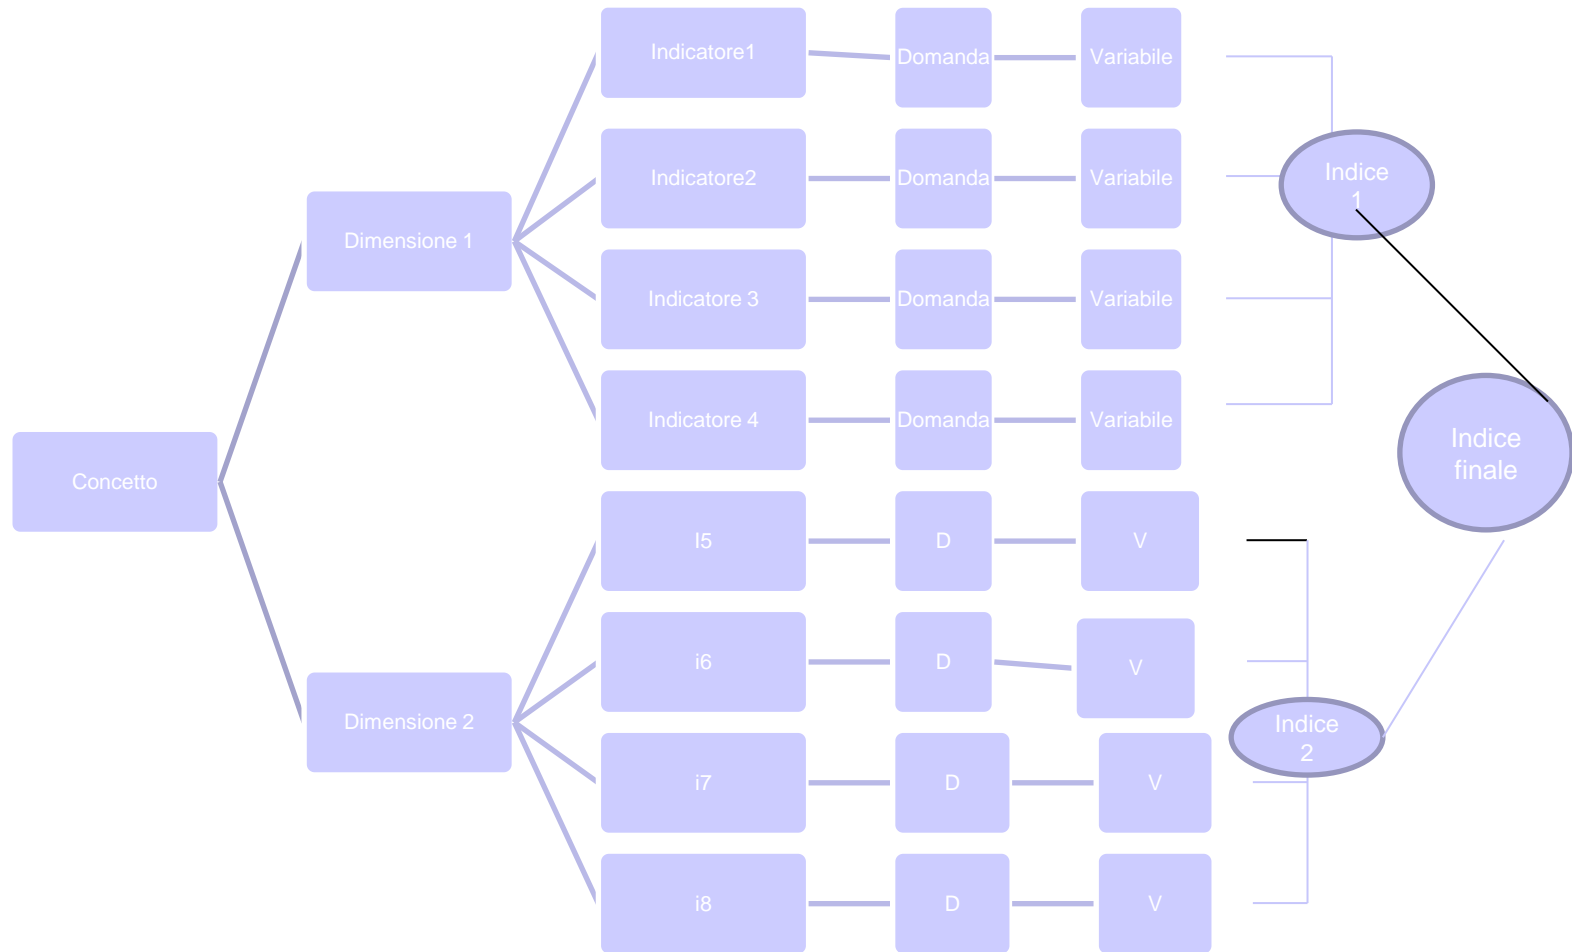 Indicatore1
Domanda
Variabile
Indicatore2
Domanda
Variabile
Indice
1
Dimensione 1
Indicatore 3
Domanda
Variabile
Indicatore 4
Domanda
Variabile
Indice
finale
Concetto
I5
D
V
i6
D
V
Dimensione 2
Indice
2
i7
D
V
i8
D
V